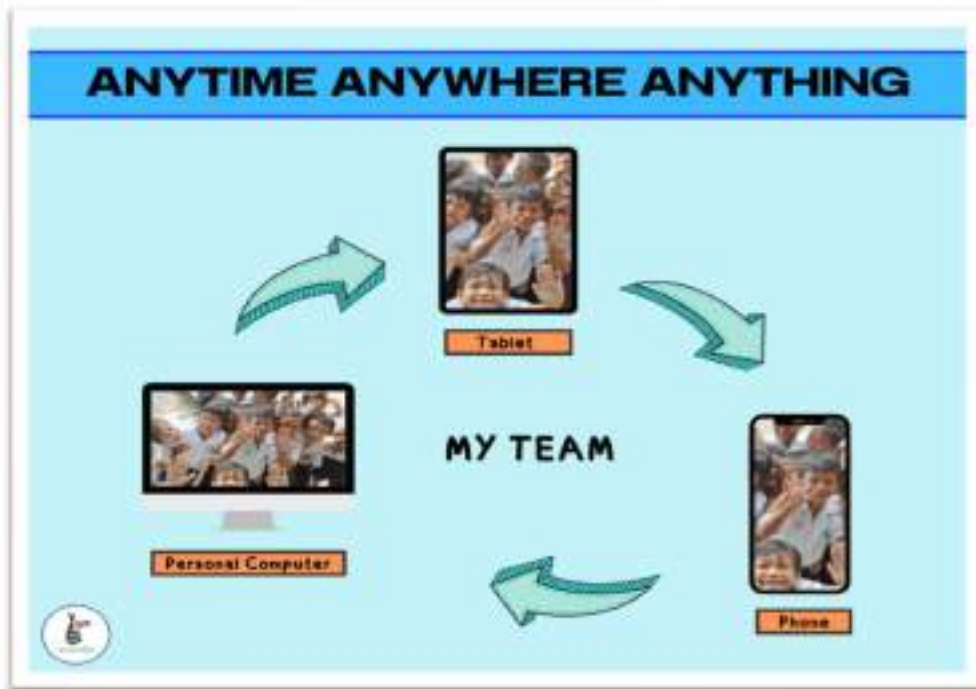 ANYTIME ANYWHERE ANYTHING
Tablet
MY TEAM
Personal Computer
Phone